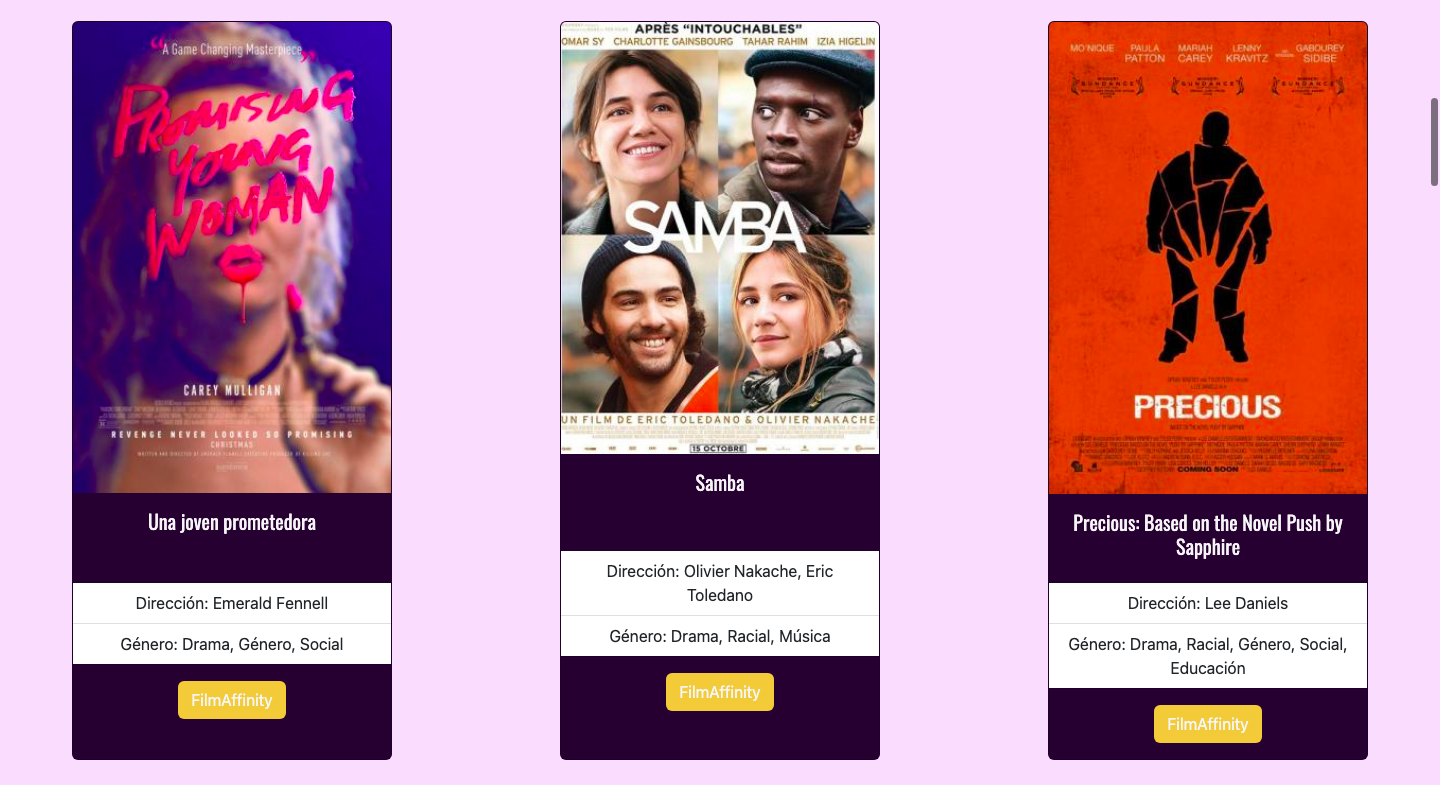 “A Game Changing Masterpiece”
PROMISING
YOUNG
WOMAN
CAREY MULLIGAN
REVENGE NEVER LOOKED SO PROMISING
CHRISTMAS
Una joven prometedora
Dirección: Emerald Fennell
Género: Drama, Género, Social
FilmAffinity
APRÈS “INTOUCHABLES”
OMAR SY CHARLOTTE GAINSBOURG TAHAR RAHIM IZIA HIGELIN
SAMBA
UN FILM DE ERIC TOLEDANO & OLIVIER NAKACHE
15 OCTOBRE
Samba
Dirección: Olivier Nakache, Eric
Toledano
Género: Drama, Racial, Música
FilmAffinity
MO'NIQUE PAULA PATTON MARIAH CAREY LENNY KRAVITZ GABOUREY SIDIBE
SUNDANCE SUNDANCE SUNDANCE
PRECIOUS
BASED ON THE NOVEL PUSH BY SAPPHIRE
COMING SOON
Precious: Based on the Novel Push by
Sapphire
Dirección: Lee Daniels
Género: Drama, Racial, Género, Social,
Educación
FilmAffinity